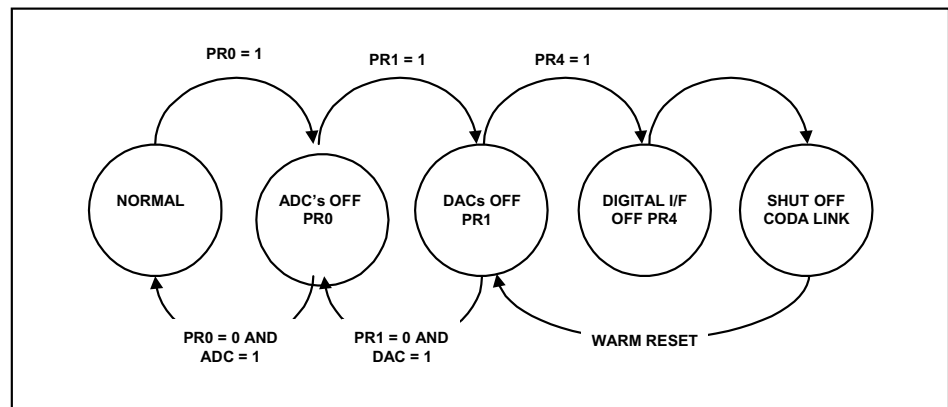 PR0 = 1
PR1 = 1
PR4 = 1
NORMAL
ADC's OFF
PR0
DACs OFF
PR1
DIGITAL I/F
OFF PR4
SHUT OFF
CODA LINK
PR0 = 0 AND
ADC = 1
PR1 = 0 AND
DAC = 1
WARM RESET